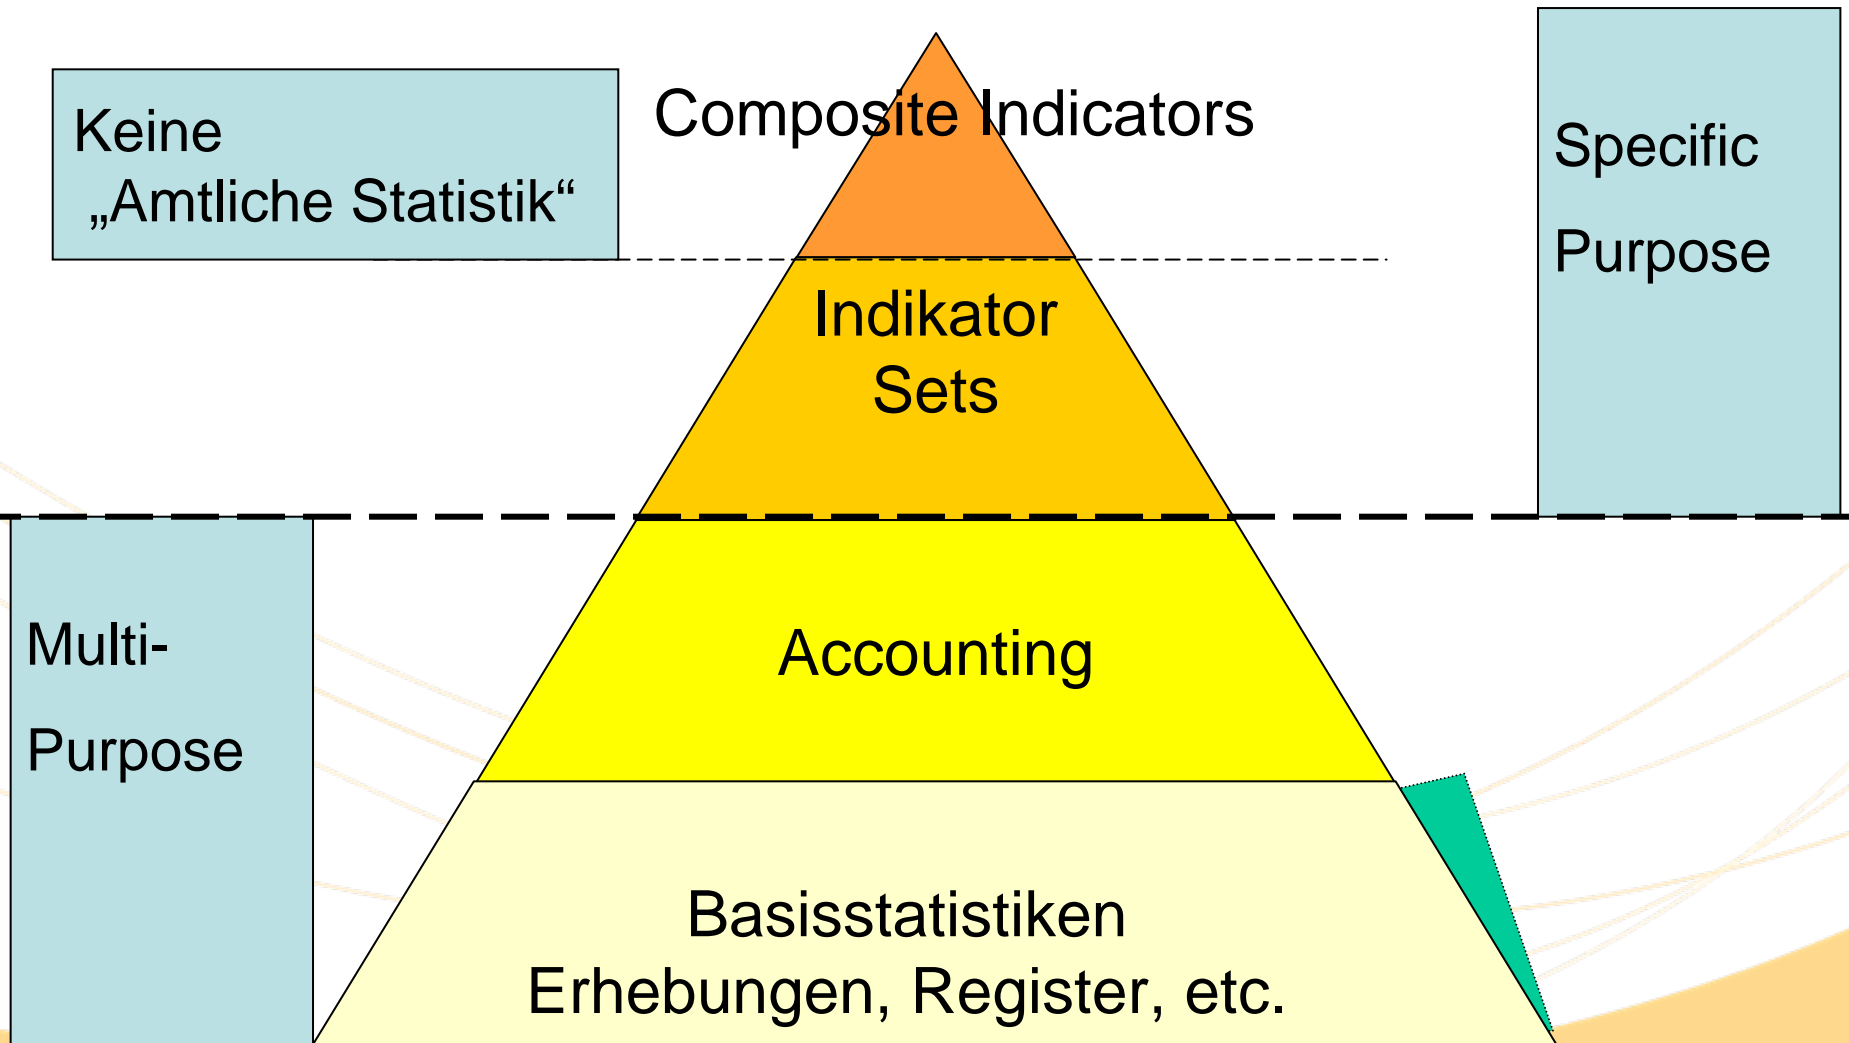 Keine
„Amtliche Statistik“
Composite Indicators
Specific
Purpose
Indikator
Sets
Multi-
Purpose
Accounting
Basisstatistiken
Erhebungen, Register, etc.